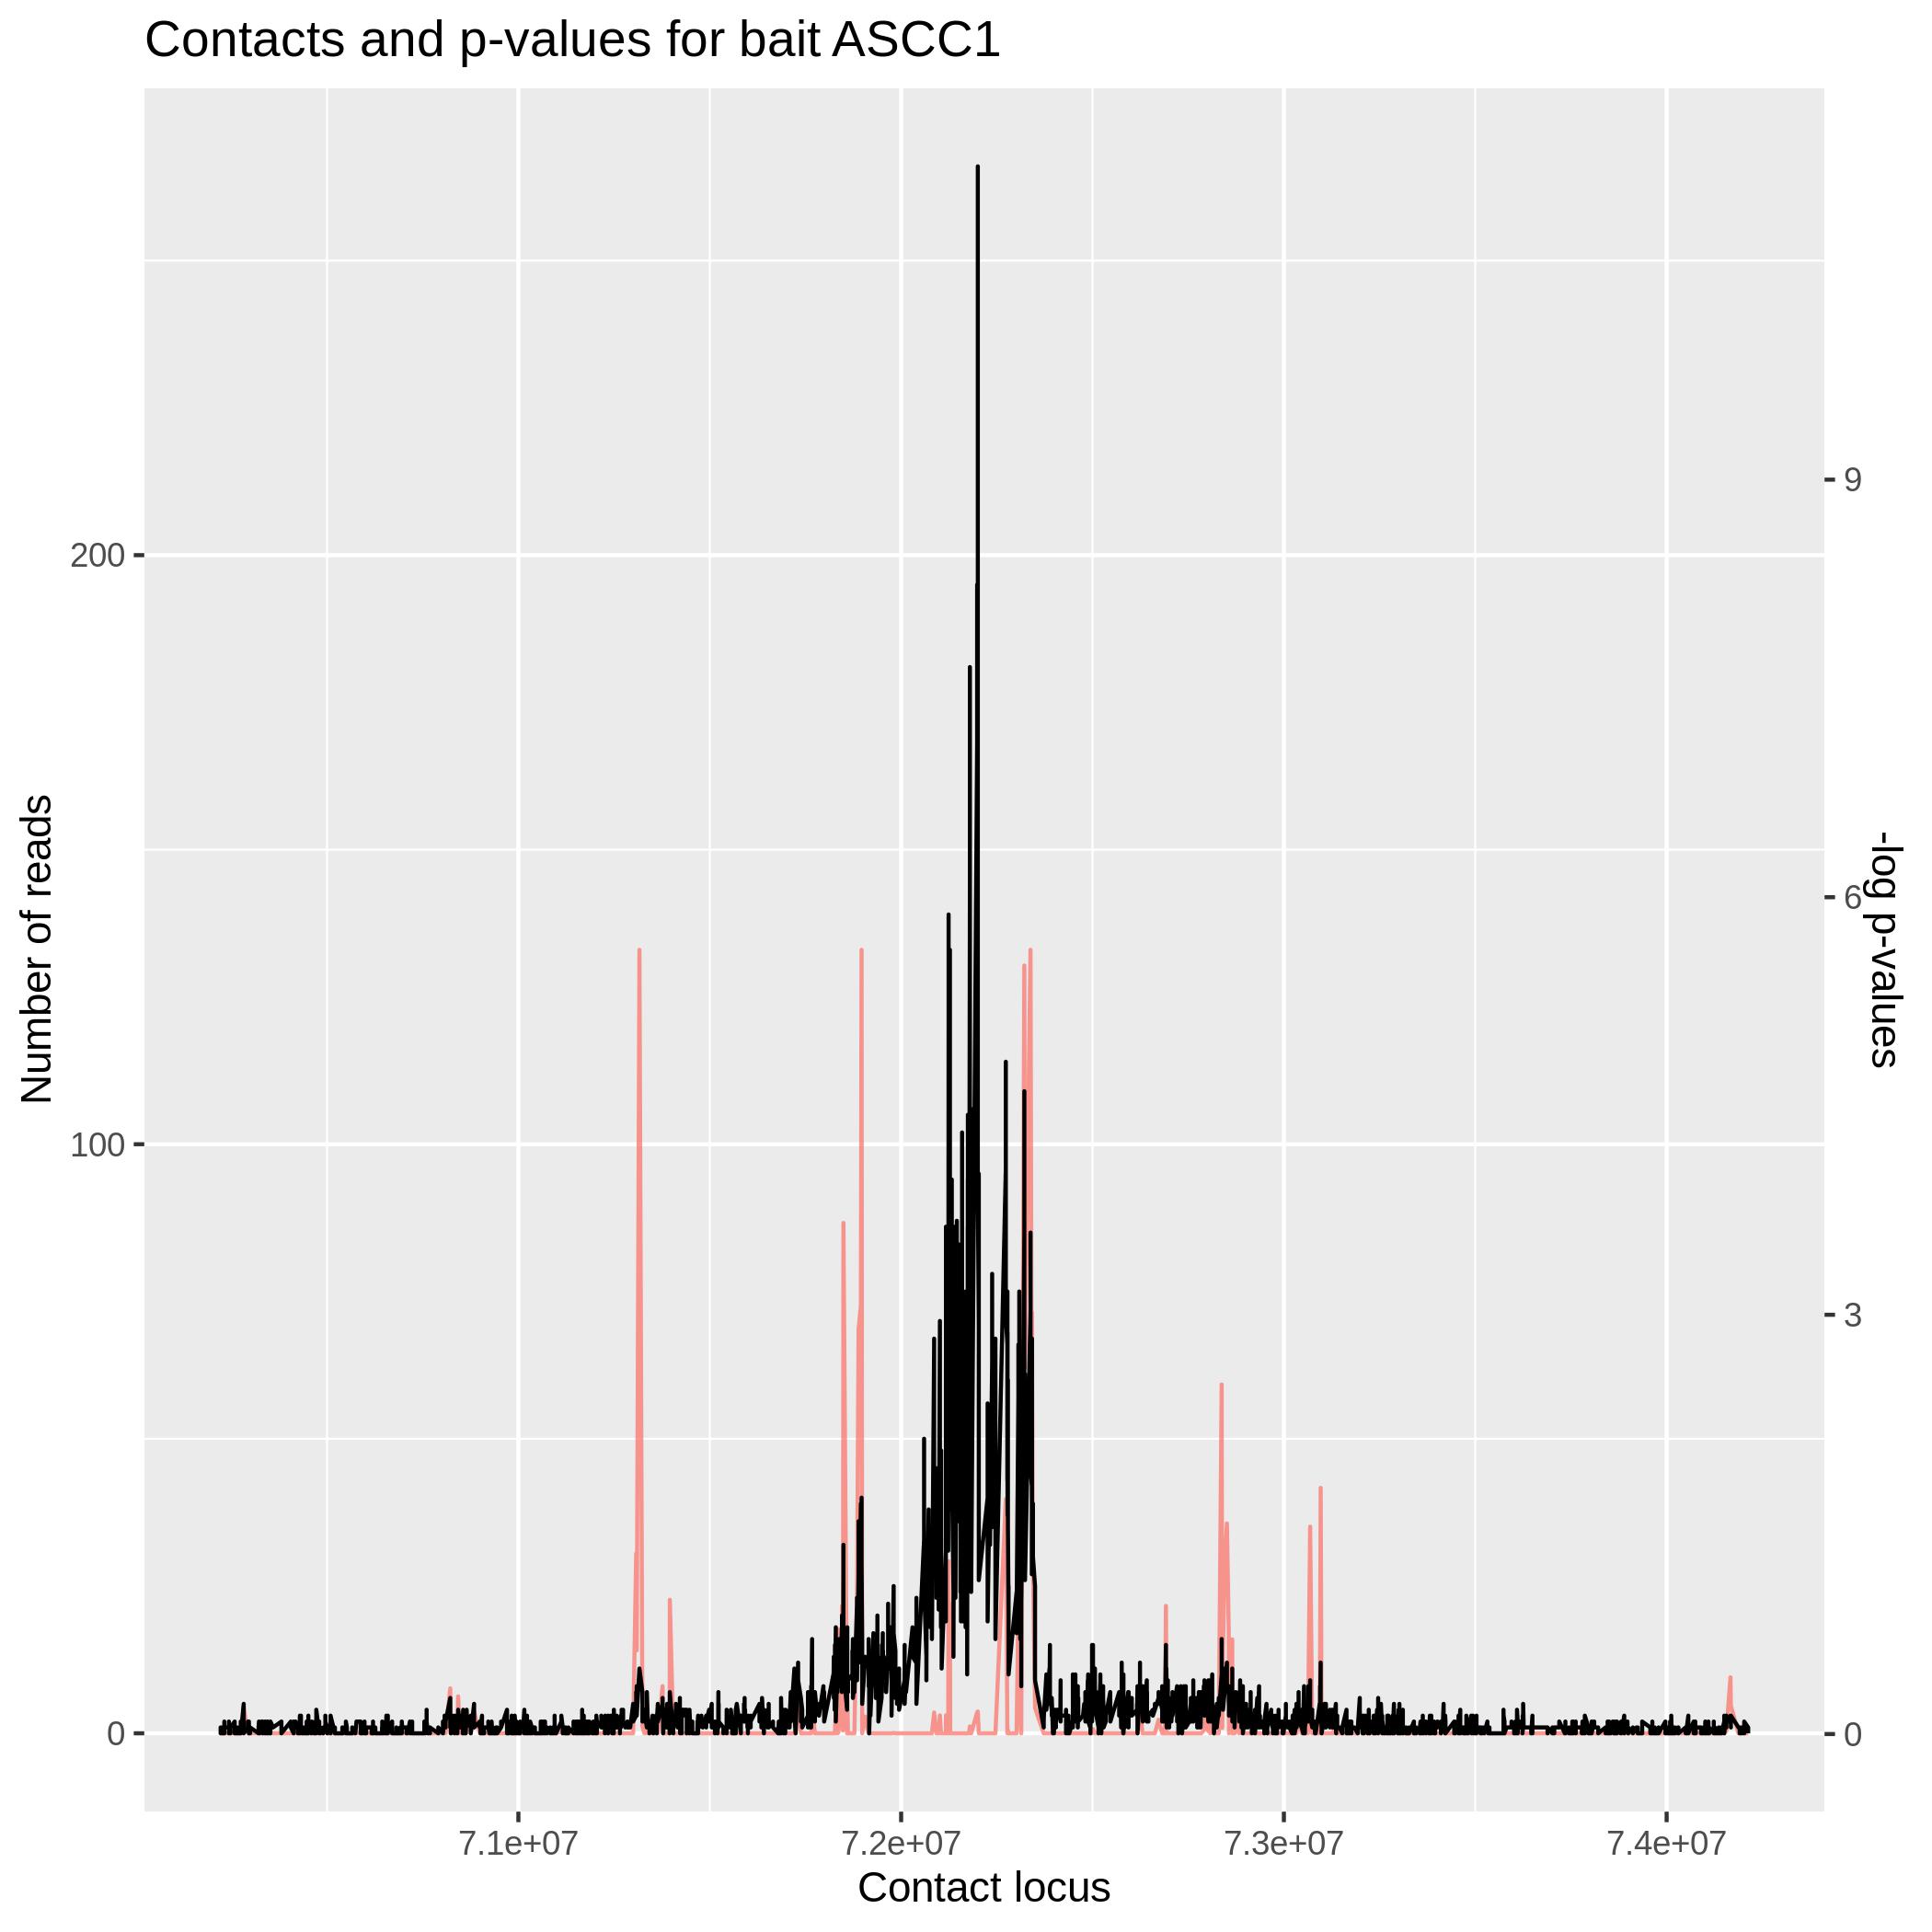 Contacts and p-values for bait ASCC1
200
100
0
Number of reads
9
6
3
0
-log p-values
7.1e+07 7.2e+07 7.3e+07 7.4e+07
Contact locus